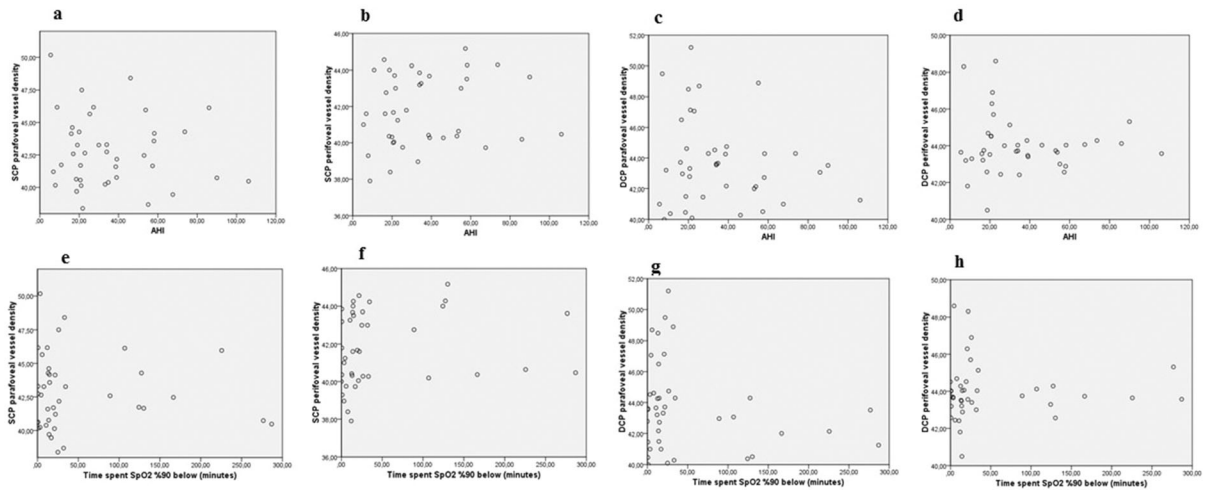 a
b
c
d
SCP parafoveal vessel density
50,00
47,50
45,00
42,50
40,00
,00 20,00 40,00 60,00 80,00 100,00 120,00
AHI
SCP perifoveal vessel density
46,00
44,00
42,00
40,00
38,00
36,00
,00 20,00 40,00 60,00 80,00 100,00 120,00
AHI
DCP parafoveal vessel density
52,00
50,00
48,00
46,00
44,00
42,00
40,00
,00 20,00 40,00 60,00 80,00 100,00 120,00
AHI
DCP perifoveal vessel density
50,00
48,00
46,00
44,00
42,00
40,00
,00 20,00 40,00 60,00 80,00 100,00 120,00
AHI
e
f
g
h
SCP parafoveal vessel density
50,00
47,50
45,00
42,50
40,00
,00 50,00 100,00 150,00 200,00 250,00 300,00
Time spent SpO2 %90 below (minutes)
SCP perifoveal vessel density
46,00
44,00
42,00
40,00
38,00
36,00
,00 50,00 100,00 150,00 200,00 250,00 300,00
Time spent SpO2 %90 below (minutes)
DCP parafoveal vessel density
52,00
50,00
48,00
46,00
44,00
42,00
40,00
,00 50,00 100,00 150,00 200,00 250,00 300,00
Time spent SpO2 %90 below (minutes)
DCP perifoveal vessel density
50,00
48,00
46,00
44,00
42,00
40,00
,00 50,00 100,00 150,00 200,00 250,00 300,00
Time spent SpO2 %90 below (minutes)